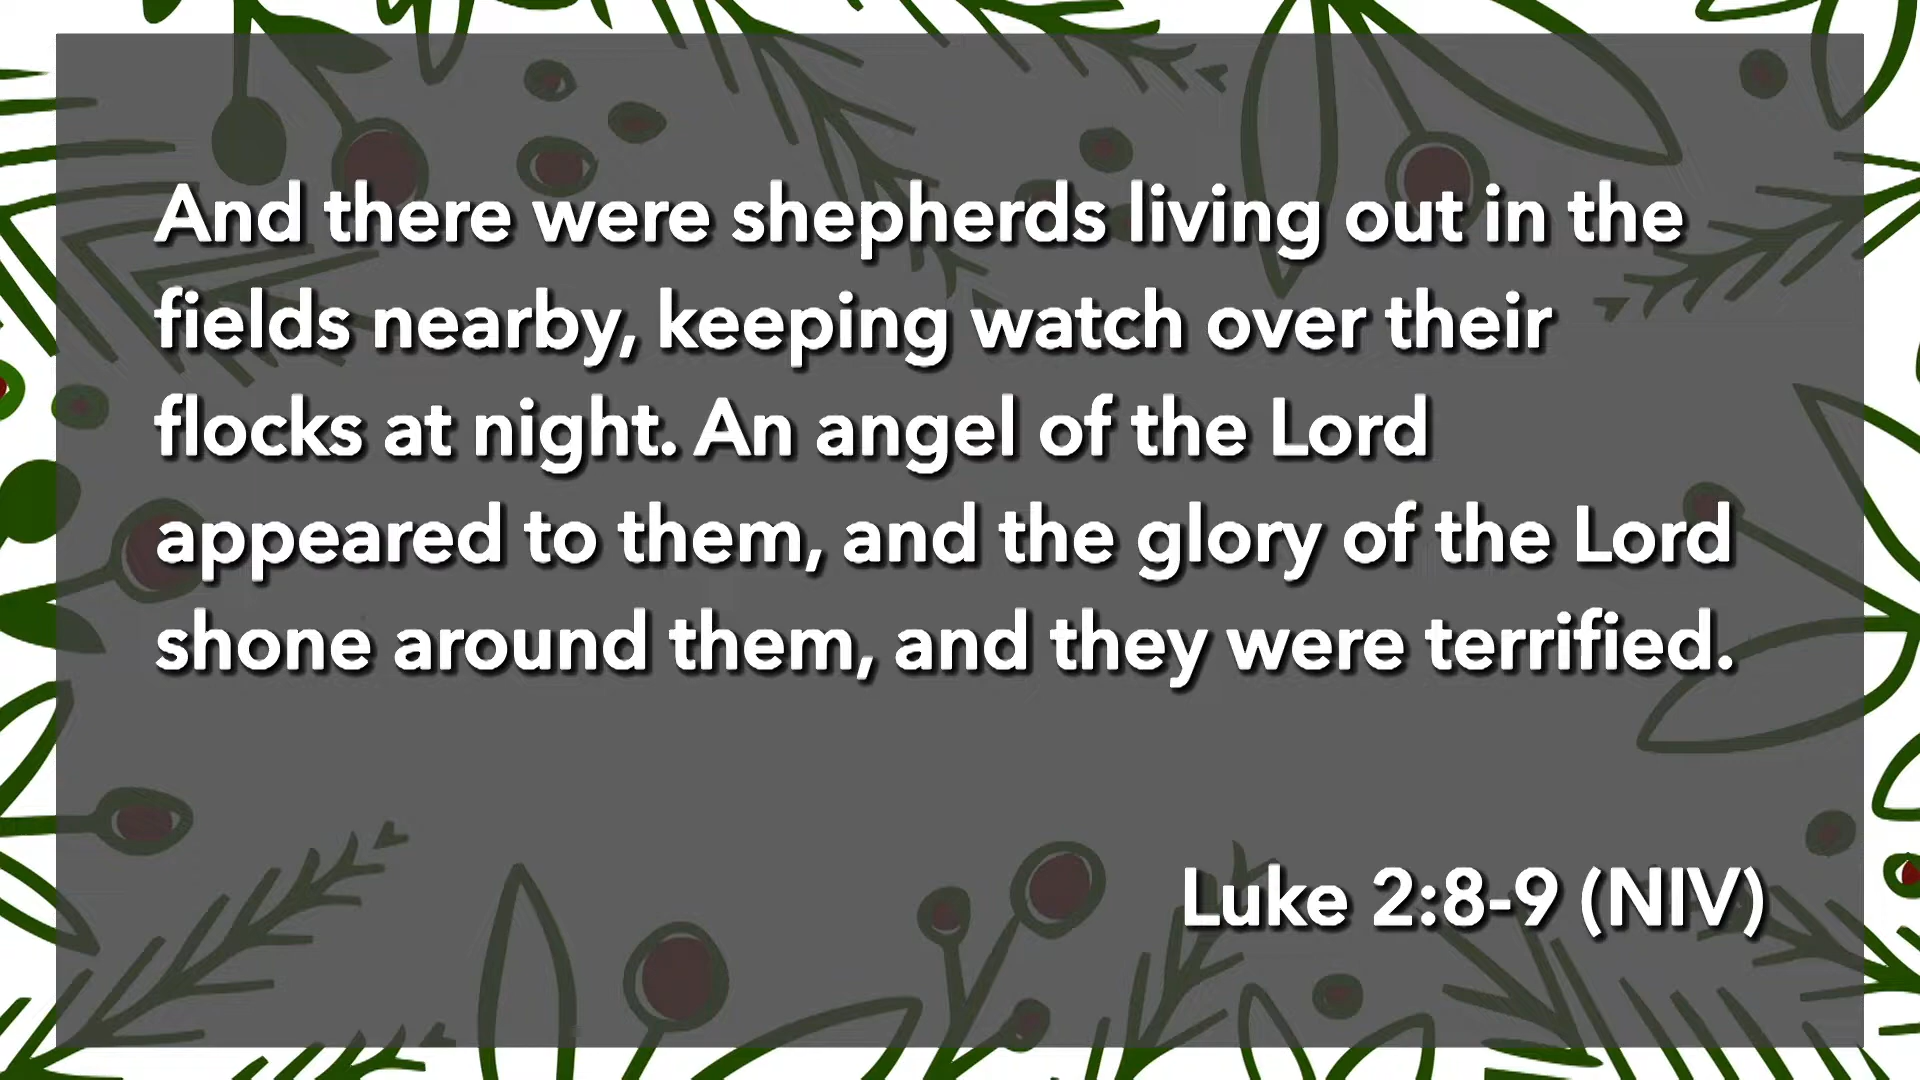 And there were shepherds living out in the
fields nearby, keeping watch over their
flocks at night. An angel of the Lord
appeared to them, and the glory of the Lord
shone around them, and they were terrified.
Luke 2:8-9 (NIV)